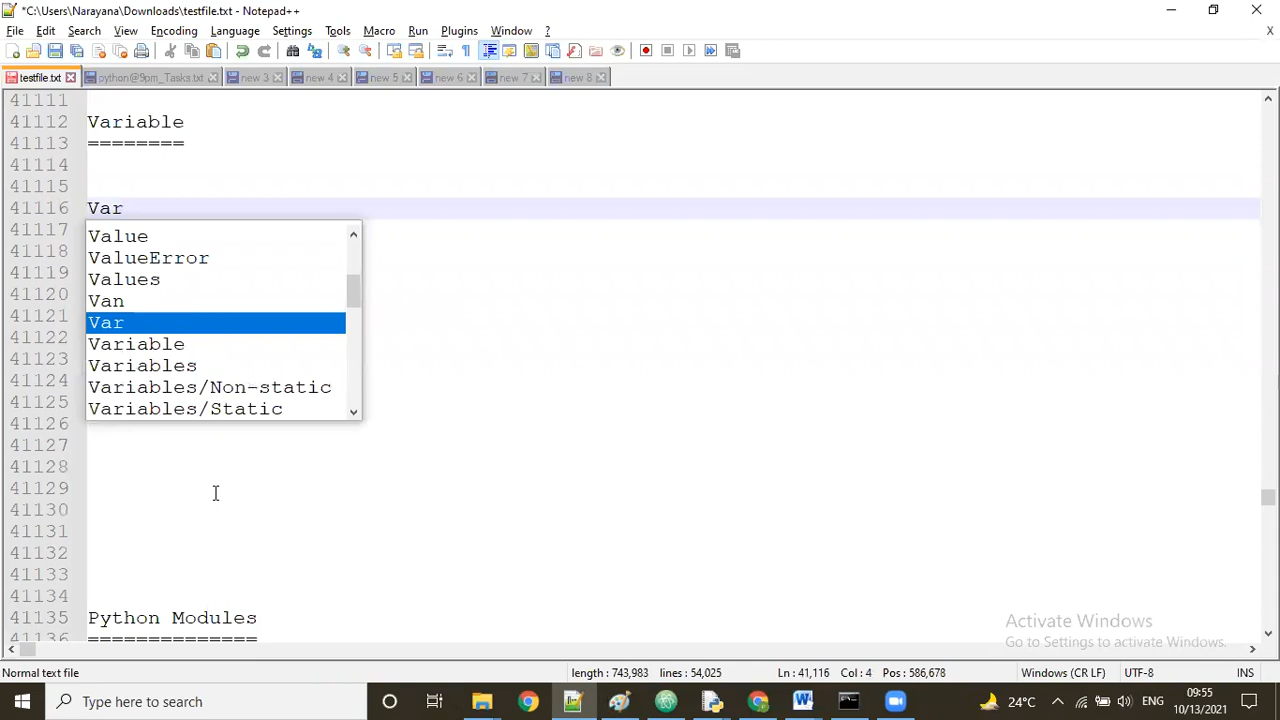 *C:\Users\Narayana\Downloads\testfile.txt - Notepad++
File Edit Search View Encoding Language Settings Tools Macro Run Plugins Window ? X
testfile.txt python@9pm_Tasks.txt new 3 new 4 new 5 new 6 new 7 new 8
41111
41112 Variable
41113 ========
41114
41115
41116 Var
41117
Value
41118
ValueError
41119
Values
41120
Van
41121
Var
41122
Variable
41123
Variables
41124
Variables/Non-static
41125
Variables/Static
41126
41127
41128
41129
41130
41131
41132
41133
41134
41135 Python Modules
41136 ==============
Activate Windows
Go to Settings to activate Windows.
Normal text file length : 743,983 lines : 54,025 Ln : 41,116 Col : 4 Pos : 586,678 Windows (CR LF) UTF-8 INS
Type here to search 24°C ENG 09:55
10/13/2021